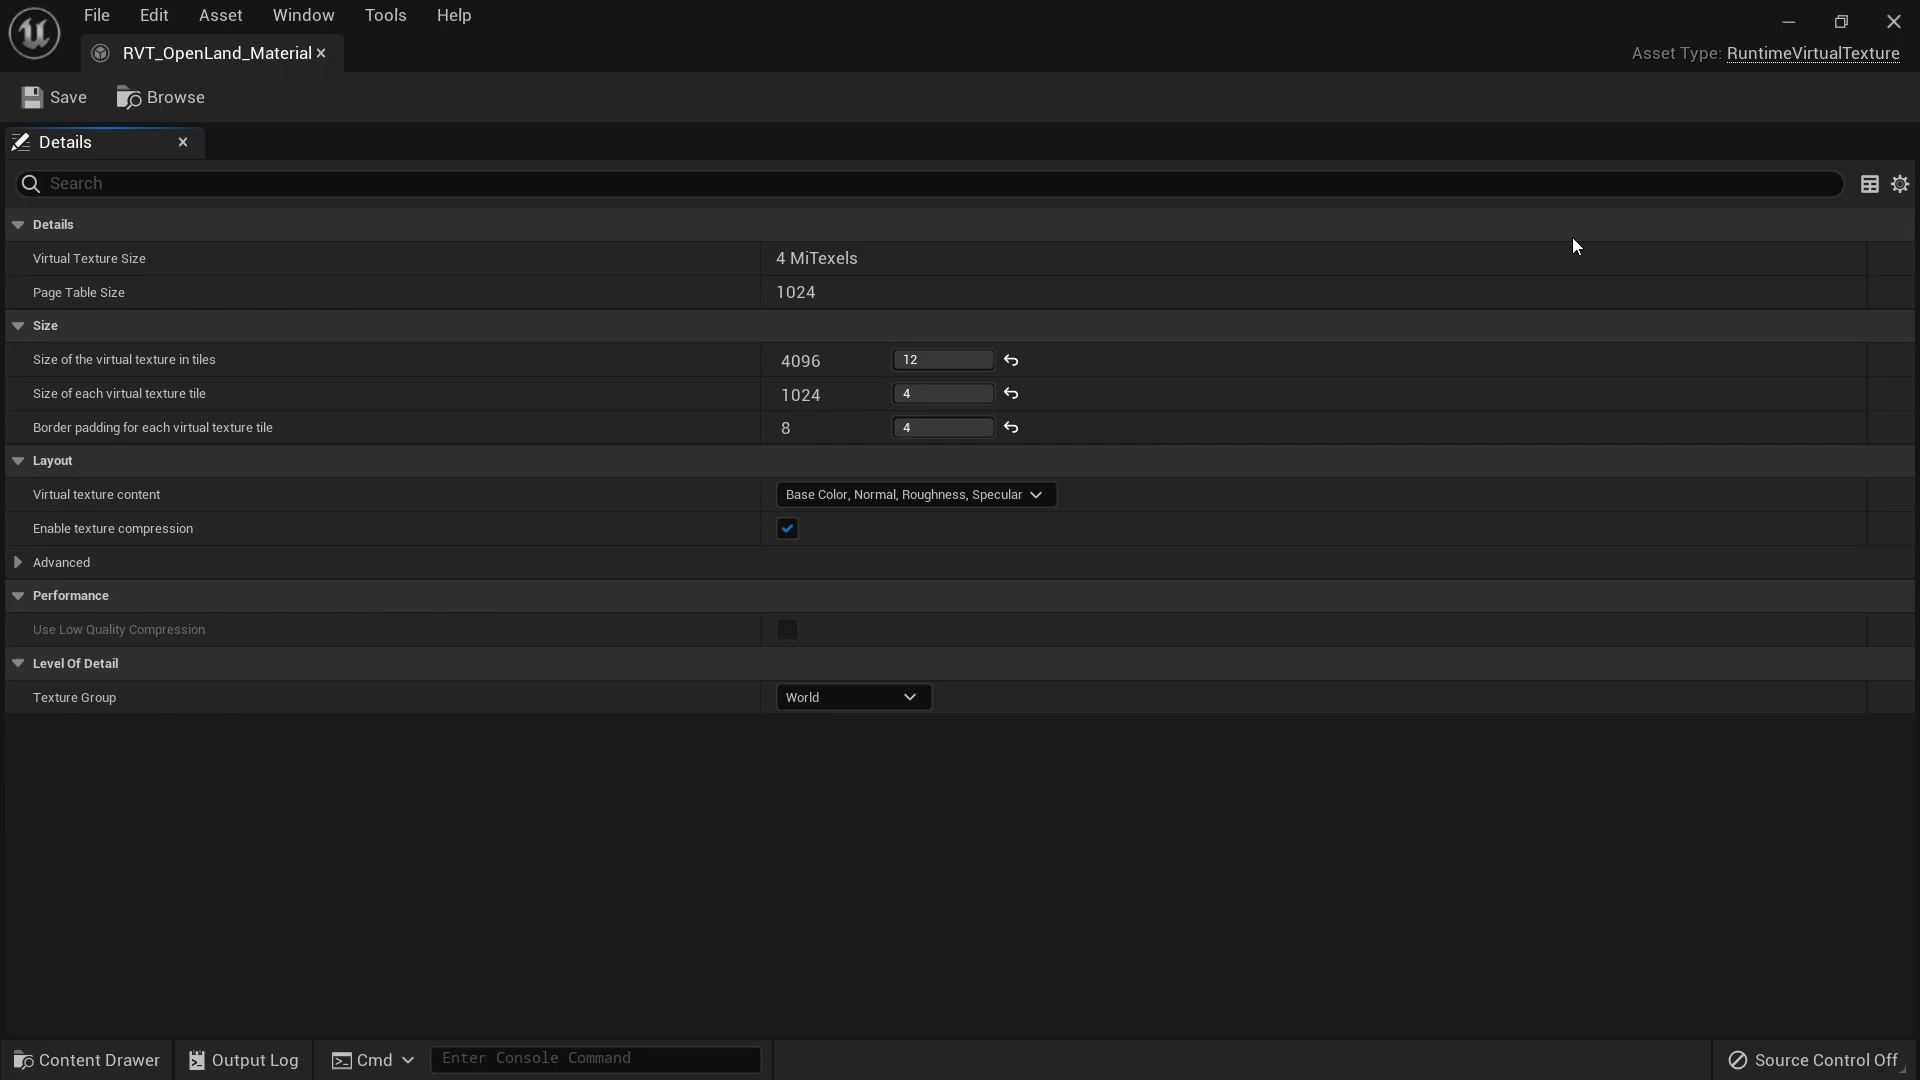 File Edit Asset Window Tools Help
RVT_OpenLand_Material
Asset Type: RuntimeVirtualTexture
Save Browse
Details
Search
Details
Virtual Texture Size 4 MiTexels
Page Table Size 1024
Size
Size of the virtual texture in tiles 4096 12
Size of each virtual texture tile 1024 4
Border padding for each virtual texture tile 8 4
Layout
Virtual texture content Base Color, Normal, Roughness, Specular
Enable texture compression
Advanced
Performance
Use Low Quality Compression
Level Of Detail
Texture Group World
Content Drawer Output Log Cmd Enter Console Command Source Control Off